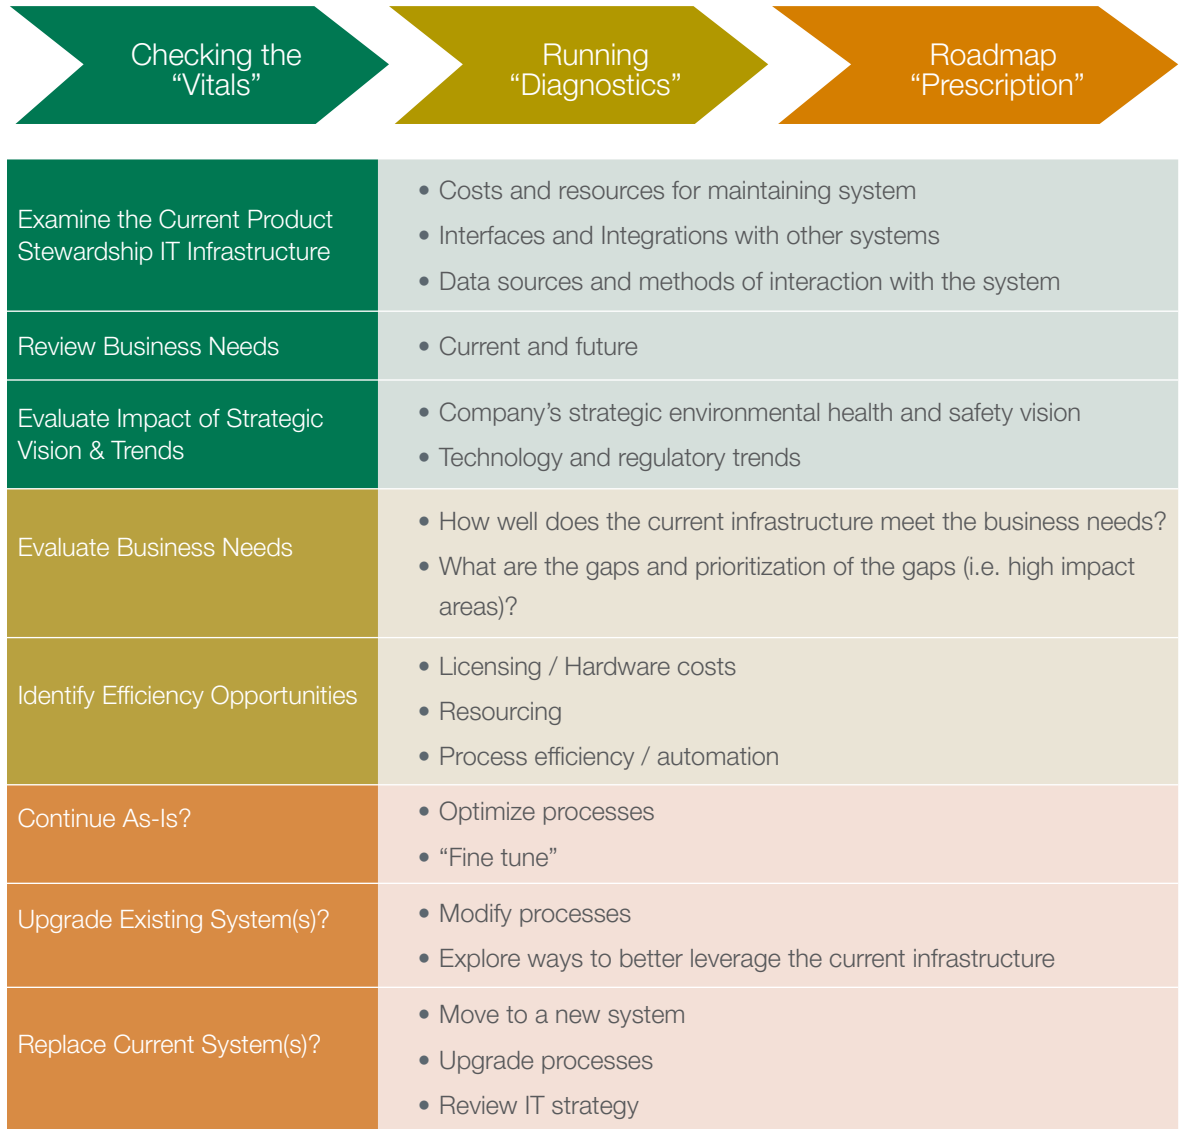 Checking the
“Vitals”
Running
“Diagnostics”
Roadmap
“Prescription”
Examine the Current Product
Stewardship IT Infrastructure
• Costs and resources for maintaining system
• Interfaces and Integrations with other systems
• Data sources and methods of interaction with the system
Review Business Needs
• Current and future
Evaluate Impact of Strategic
Vision & Trends
• Company’s strategic environmental health and safety vision
• Technology and regulatory trends
Evaluate Business Needs
• How well does the current infrastructure meet the business needs?
• What are the gaps and prioritization of the gaps (i.e. high impact
areas)?
Identify Efficiency Opportunities
• Licensing / Hardware costs
• Resourcing
• Process efficiency / automation
Continue As-Is?
• Optimize processes
• “Fine tune”
Upgrade Existing System(s)?
• Modify processes
• Explore ways to better leverage the current infrastructure
Replace Current System(s)?
• Move to a new system
• Upgrade processes
• Review IT strategy